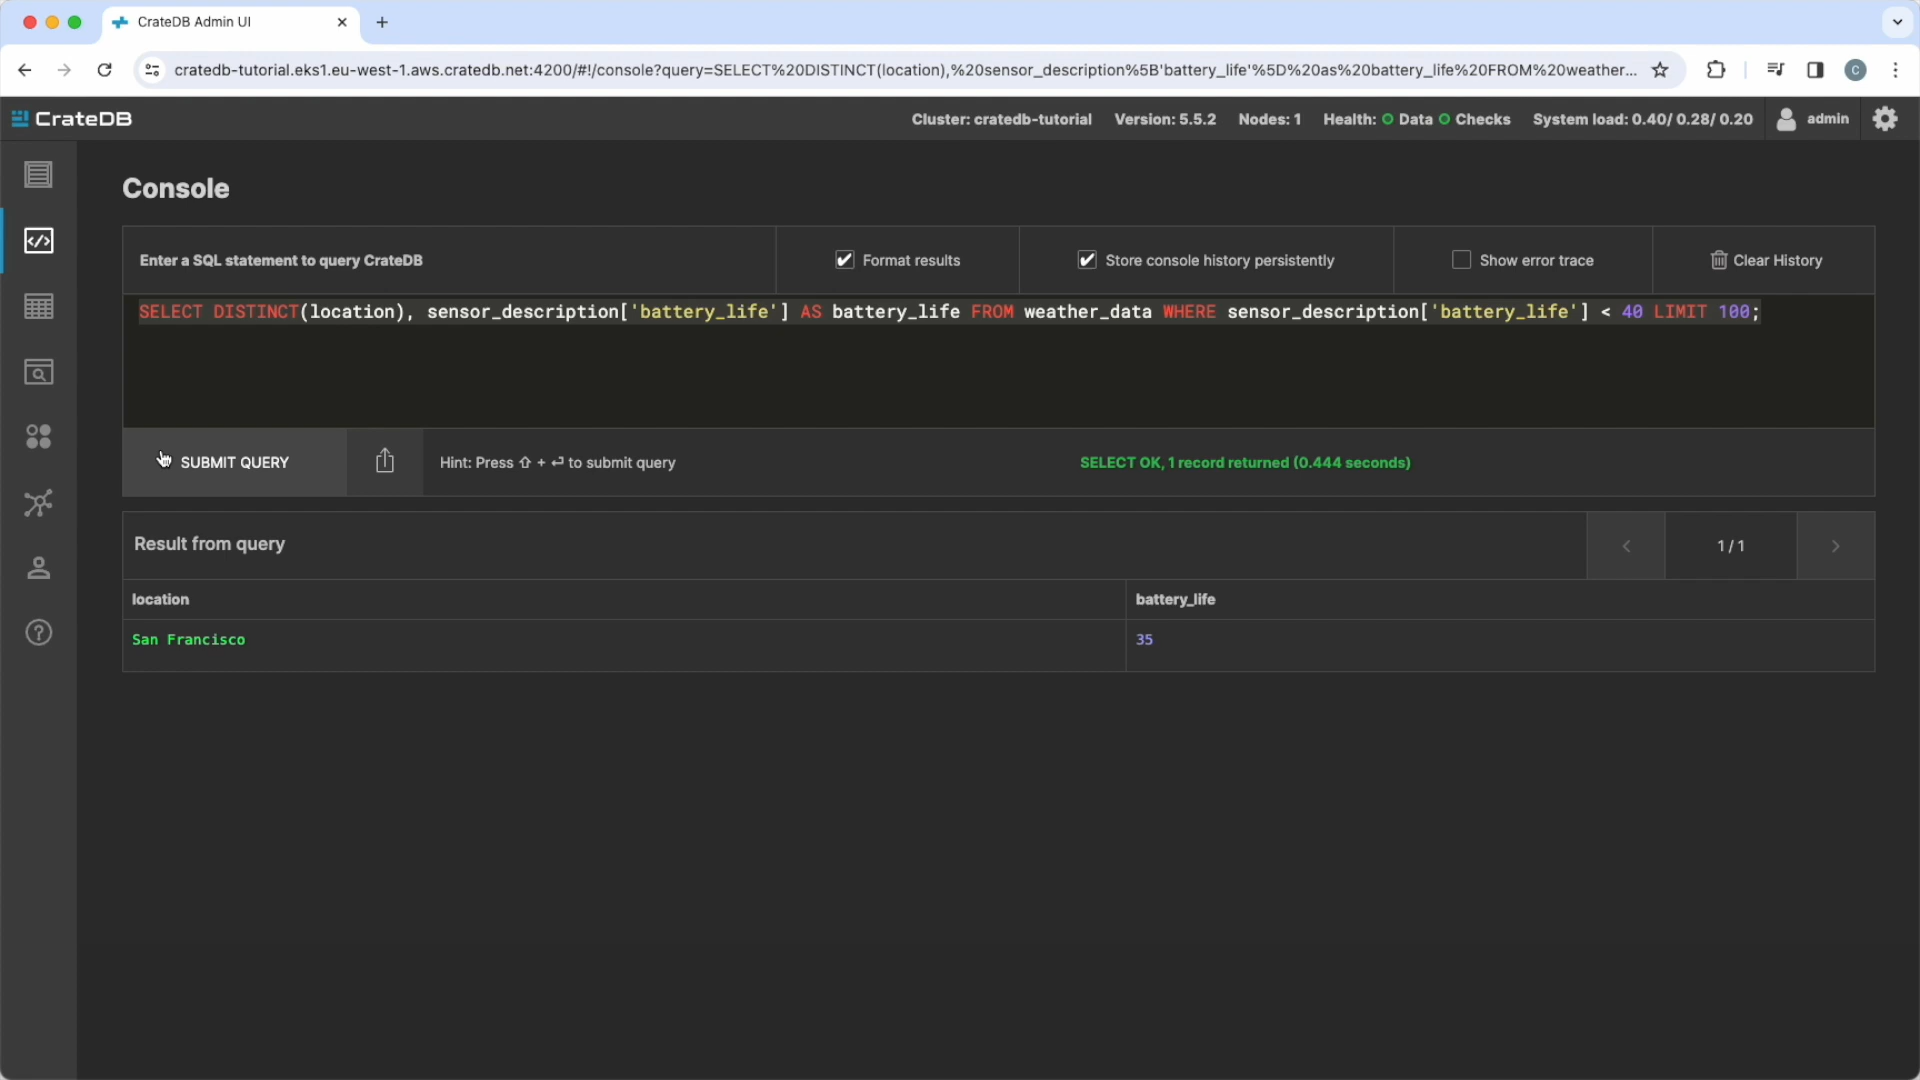 CrateDB Admin UI
cratedb-tutorial.eks1.eu-west-1.aws.cratedb.net:4200/#!/console?query=SELECT%20DISTINCT(location),%20sensor_description%5B'battery_life'%5D%20as%20battery_life%20FROM%20weather...
C
CrateDB
Cluster: cratedb-tutorial Version: 5.5.2 Nodes: 1 Health: Data Checks System load: 0.40/ 0.28/ 0.20 admin
Console
Enter a SQL statement to query CrateDB Format results Store console history persistently Show error trace Clear History
SELECT DISTINCT(location), sensor_description['battery_life'] AS battery_life FROM weather_data WHERE sensor_description['battery_life'] < 40 LIMIT 100;
SUBMIT QUERY Hint: Press ⇧ + ⏎ to submit query SELECT OK, 1 record returned (0.444 seconds)
Result from query 1 / 1
location battery_life
San Francisco 35